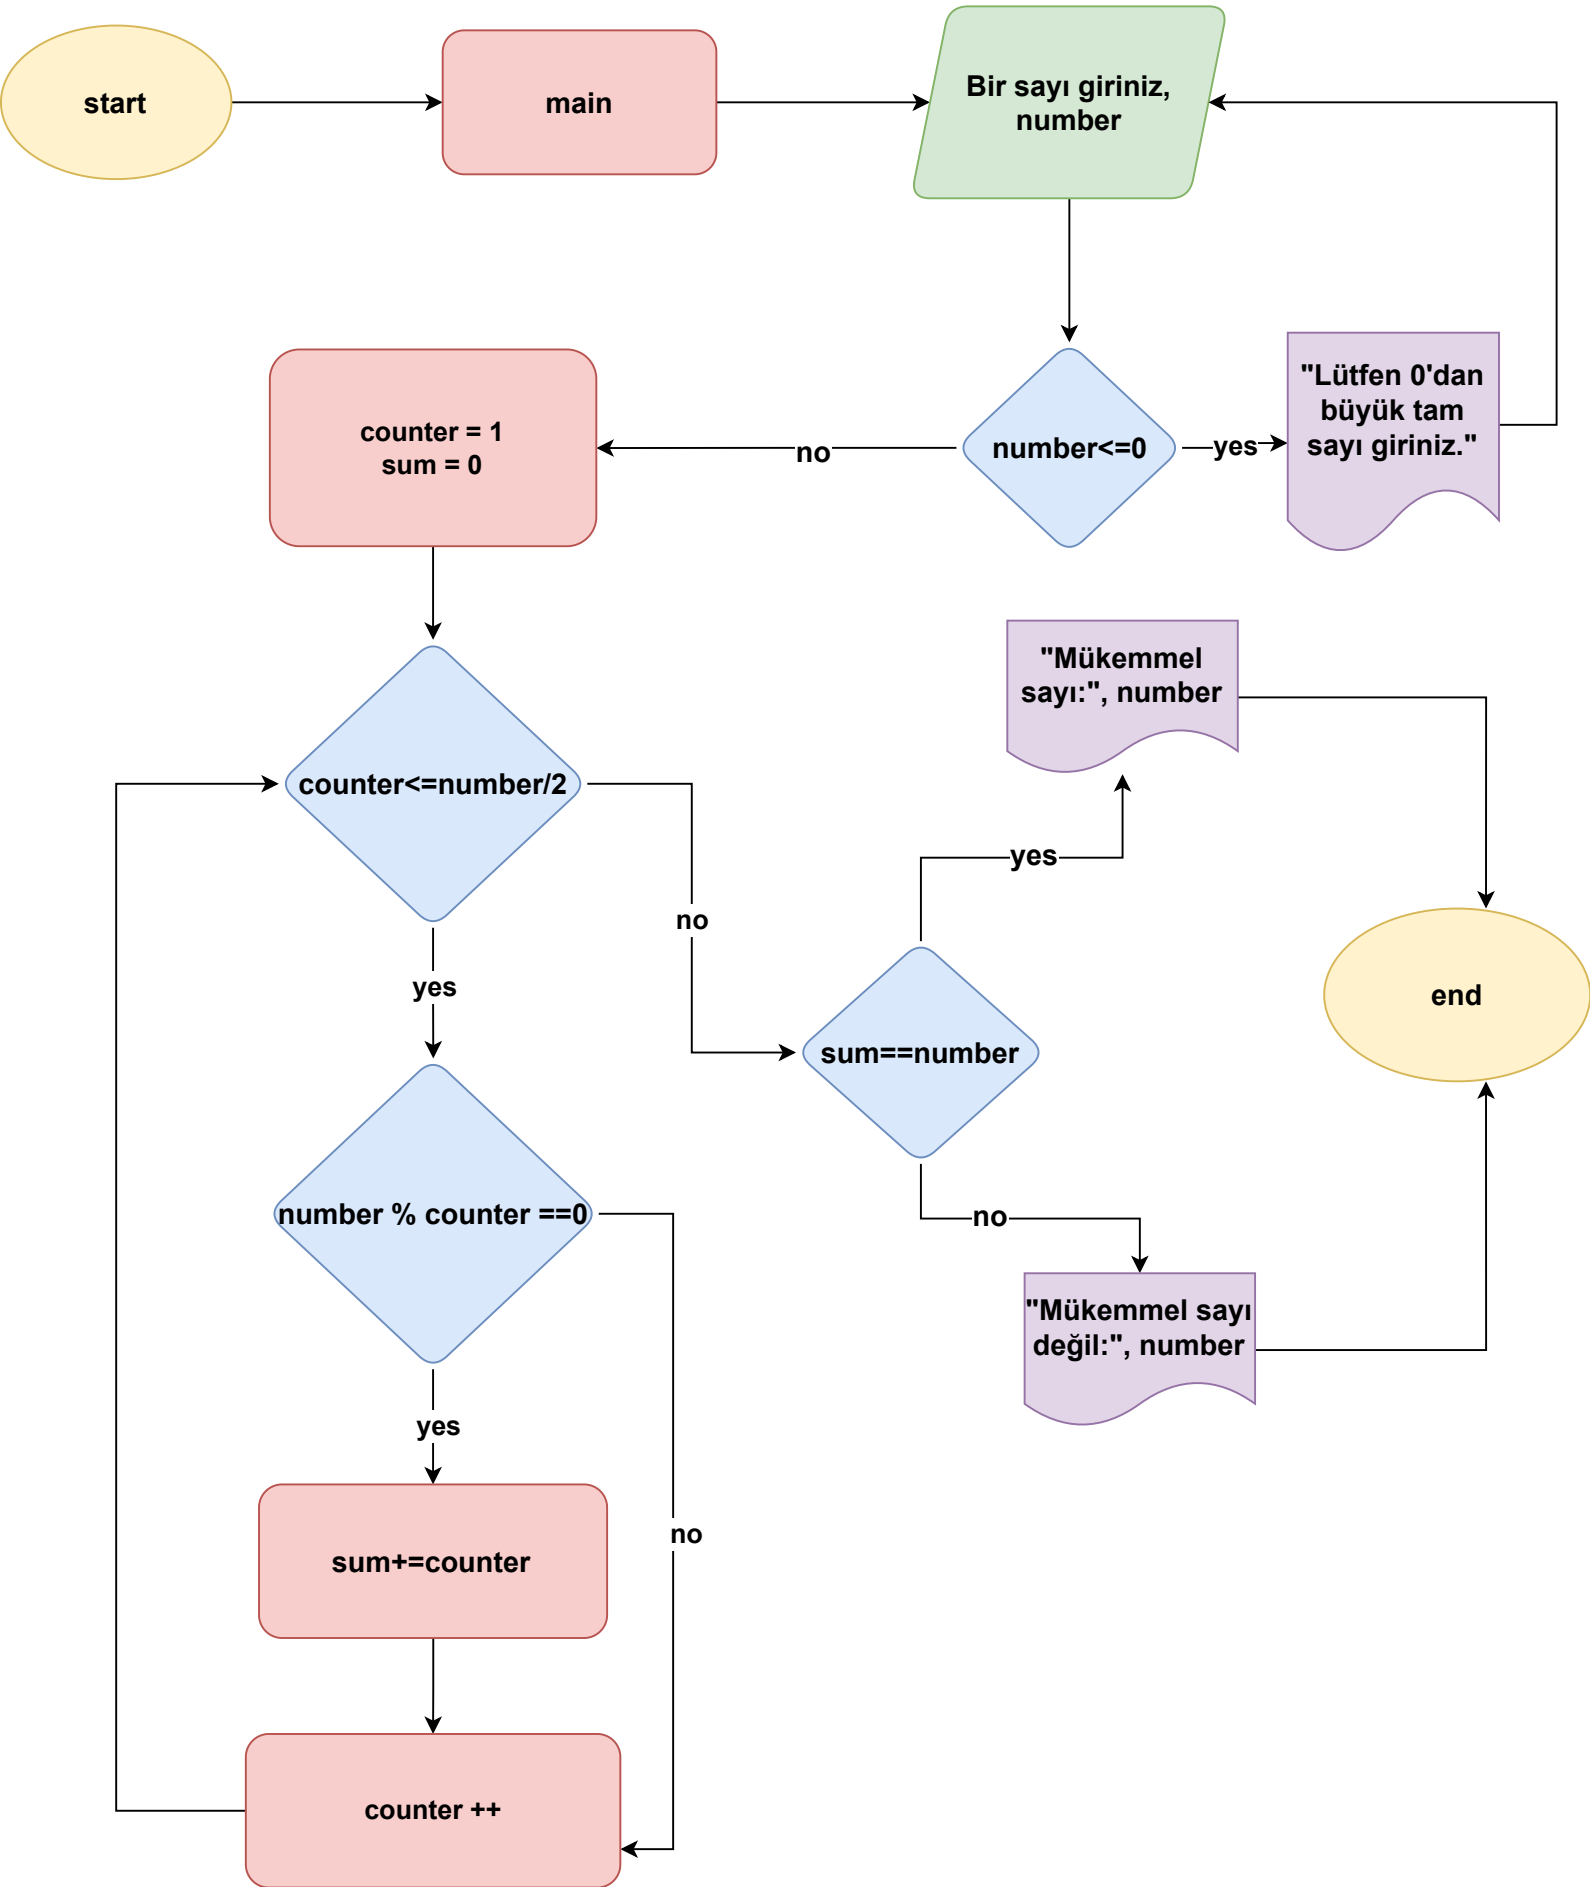 start
main
Bir sayı giriniz,
number
number<=0
yes
"Lütfen 0'dan
büyük tam
sayı giriniz."
no
counter = 1
sum = 0
counter<=number/2
no
yes
sum==number
yes
"Mükemmel
sayı:", number
end
no
"Mükemmel sayı
değil:", number
number % counter ==0
yes
no
sum+=counter
counter ++